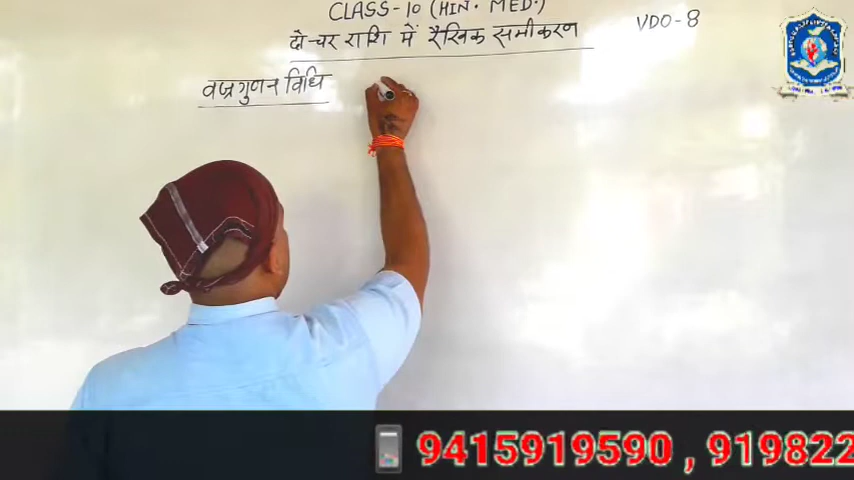 CLASS-10 (HIN. MED.)
दो-चर राशि में रैखिक समीकरण
VDO-8
वज्रगुणन विधि
9415919590, 919822